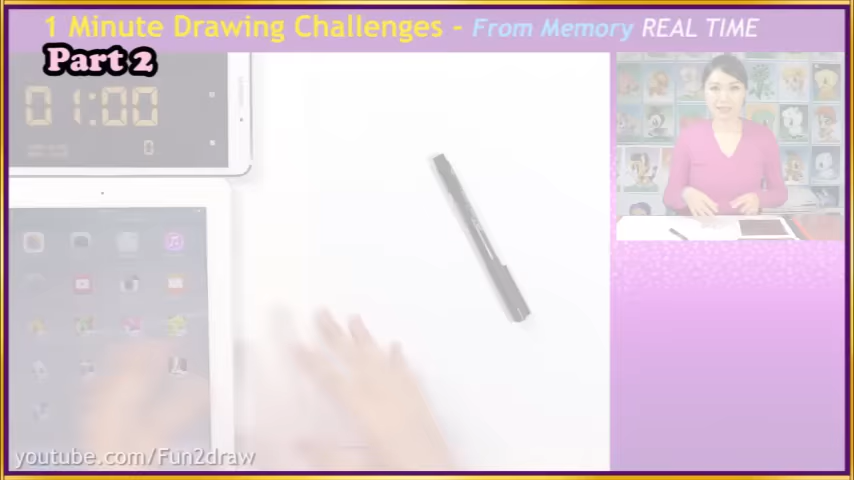 1 Minute Drawing Challenges - From Memory REAL TIME
Part 2
01:00
youtube.com/Fun2draw